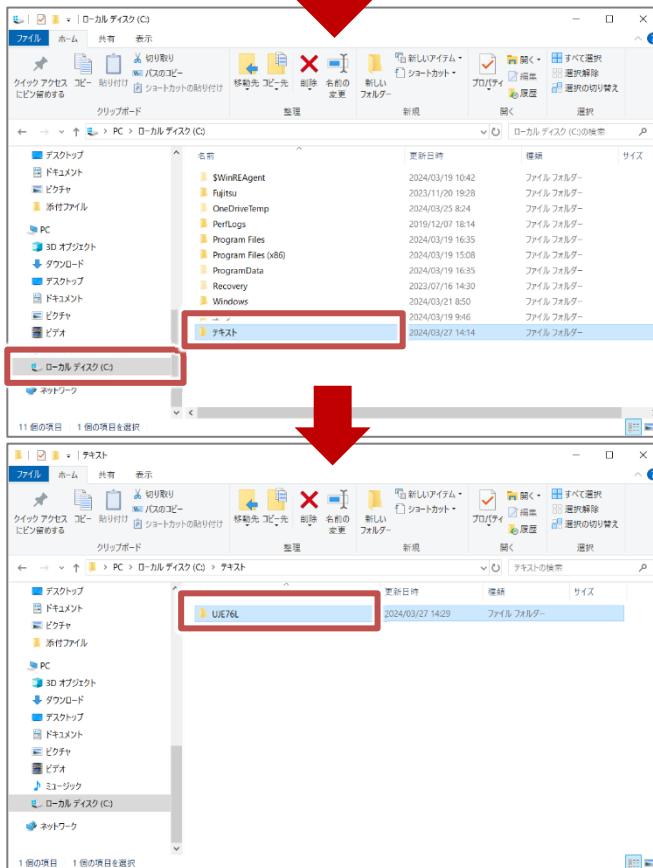 ローカル ディスク (C:)
ファイル ホーム 共有 表示
クイック アクセスにピン留めする コピー 貼り付け 切り取り パスのコピー ショートカットの貼り付け 移動先 コピー先 削除 名前の変更 新しいフォルダー 新しいアイテム ショートカット プロパティ 開く 編集 履歴 すべて選択 選択解除 選択の切り替え
クリップボード 整理 新規 開く 選択
PC > ローカル ディスク (C:) ローカル ディスク (C:)の検索
名前 更新日時 種類 サイズ
デスクトップ
ドキュメント
ピクチャ
添付ファイル
PC
3D オブジェクト
ダウンロード
デスクトップ
ドキュメント
ピクチャ
ビデオ
ローカル ディスク (C:)
ネットワーク
$WinREAgent 2024/03/19 10:42 ファイル フォルダー
Fujitsu 2023/11/20 19:28 ファイル フォルダー
OneDriveTemp 2024/03/25 8:24 ファイル フォルダー
PerfLogs 2019/12/07 18:14 ファイル フォルダー
Program Files 2024/03/19 16:35 ファイル フォルダー
Program Files (x86) 2024/03/19 15:08 ファイル フォルダー
ProgramData 2024/03/19 16:35 ファイル フォルダー
Recovery 2023/07/16 14:30 ファイル フォルダー
Windows 2024/03/21 8:50 ファイル フォルダー
2024/03/19 9:46 ファイル フォルダー
テキスト 2024/03/27 14:14 ファイル フォルダー
11 個の項目 1 個の項目を選択
テキスト
ファイル ホーム 共有 表示
クイック アクセスにピン留めする コピー 貼り付け 切り取り パスのコピー ショートカットの貼り付け 移動先 コピー先 削除 名前の変更 新しいフォルダー 新しいアイテム ショートカット プロパティ 開く 編集 履歴 すべて選択 選択解除 選択の切り替え
クリップボード 整理 新規 開く 選択
PC > ローカル ディスク (C:) > テキスト テキストの検索
更新日時 種類 サイズ
デスクトップ
ドキュメント
ピクチャ
添付ファイル
PC
3D オブジェクト
ダウンロード
デスクトップ
ドキュメント
ピクチャ
ビデオ
ミュージック
ローカル ディスク (C:)
ネットワーク
UJE76L 2024/03/27 14:29 ファイル フォルダー
1 個の項目 1 個の項目を選択